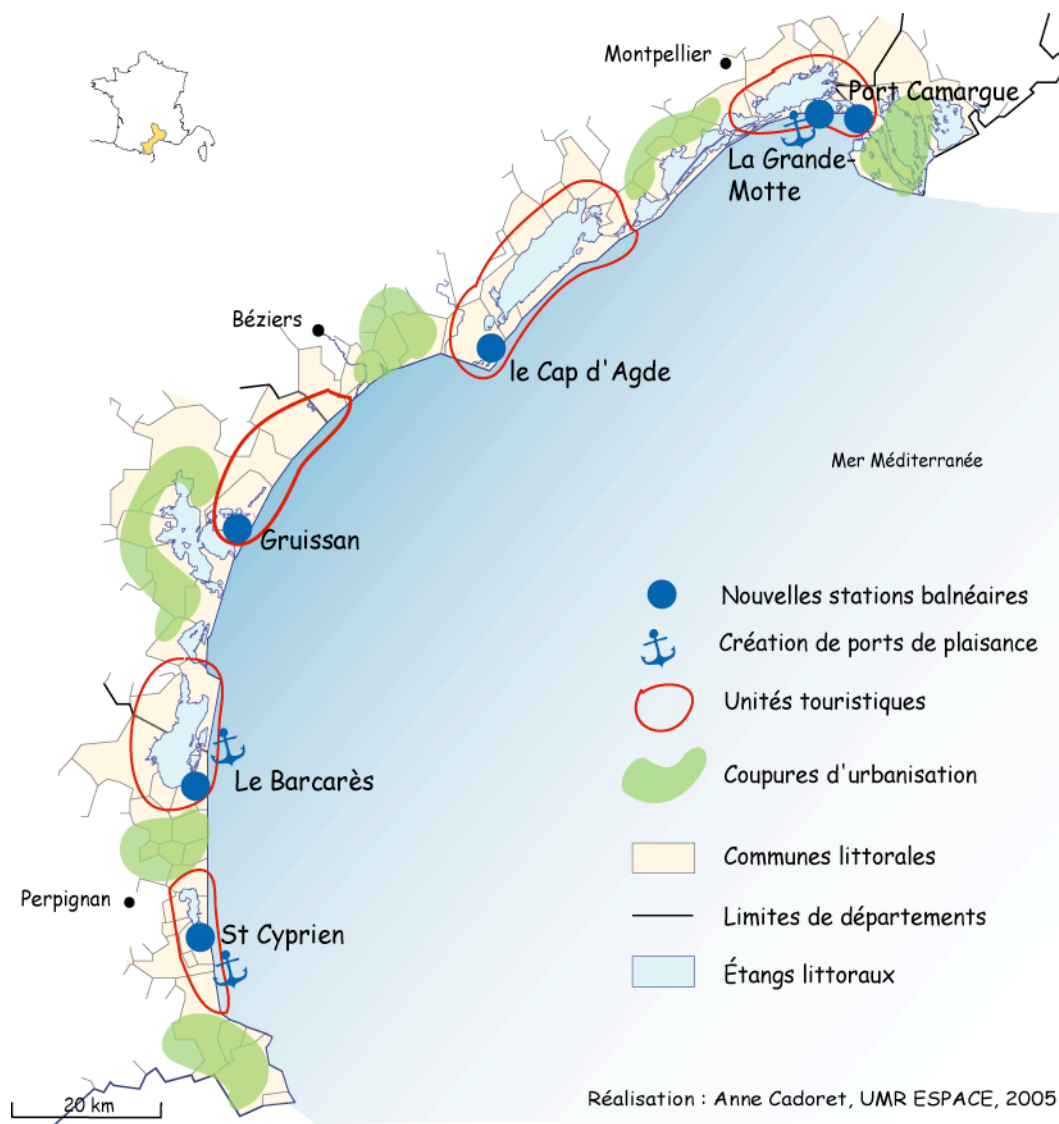 Montpellier
Port Camargue
La Grande-
Motte
Béziers
le Cap d'Agde
Mer Méditerranée
Gruissan
Nouvelles stations balnéaires
Création de ports de plaisance
Unités touristiques
Le Barcarès
Coupures d'urbanisation
Communes littorales
Perpignan
Limites de départements
St Cyprien
Étangs littoraux
20 km
Réalisation : Anne Cadoret, UMR ESPACE, 2005